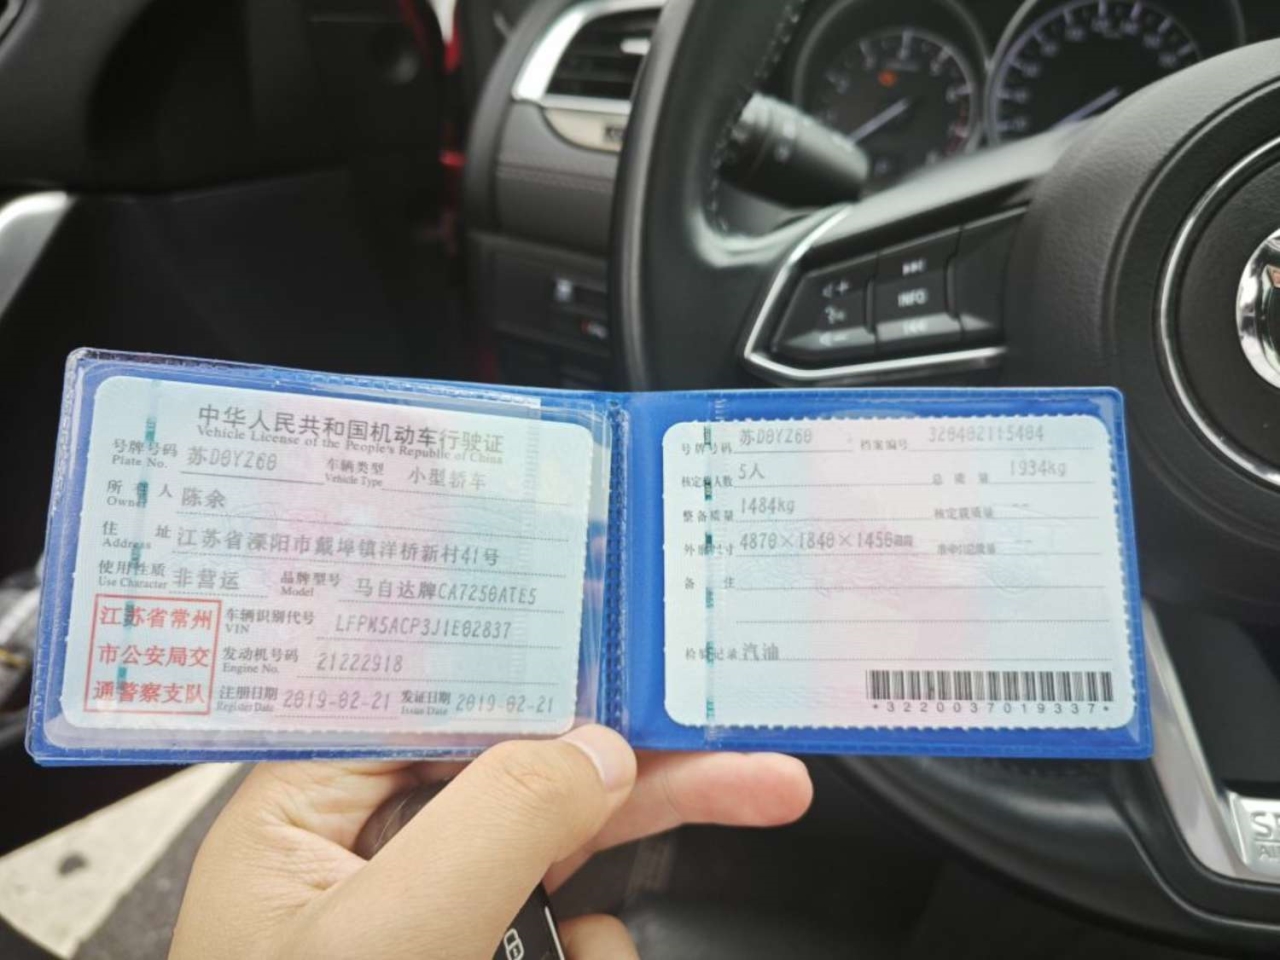 中华人民共和国机动车行驶证
Vehicle License of the People's Republic of China
号牌号码 苏D0YZ60 车辆类型 小型轿车
Plate No. Vehicle Type
所有人 陈余
Owner
住址 江苏省溧阳市戴埠镇洋桥新村41号
Address
使用性质 非营运 品牌型号 马自达牌CA7250ATE5
Use Character Model
江苏省常州
市公安局交
通警察支队
车辆识别代号 LFPK5ACP3J1E02837
VIN
发动机号码 21222918
Engine No.
注册日期 2019-02-21 发证日期 2019-02-21
Register Date Issue Date
号牌号码 苏D0YZ60 档案编号 320402115404
核定载人数 5人 总质量 1934kg
整备质量 1484kg 核定载质量 --
外廓尺寸 4870×1840×1450mm 准牵引总质量 --
备注
检验记录 汽油
*3220037019337*
INFO